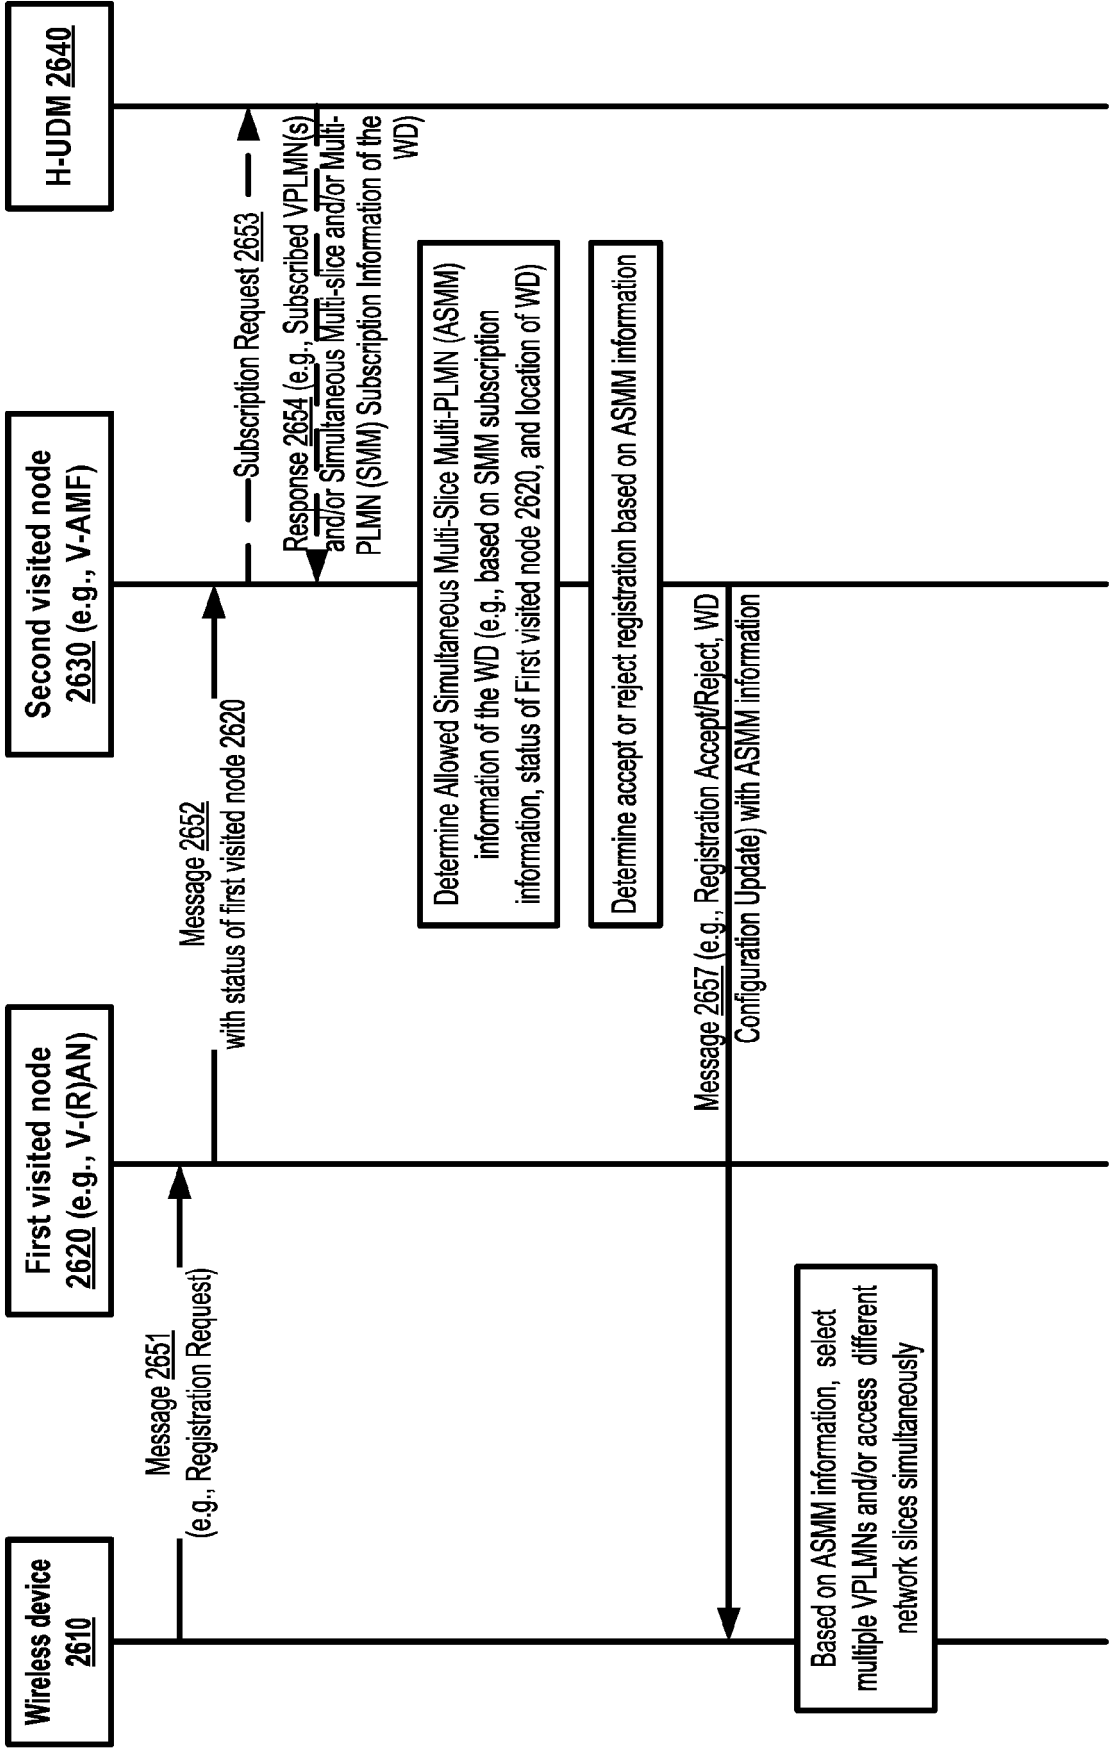 Wireless device
2610
First visited node
2620 (e.g., V-(R)AN)
Second visited node
2630 (e.g., V-AMF)
H-UDM 2640
Message 2651
(e.g., Registration Request)
Message 2652
with status of first visited node 2620
Subscription Request 2653
Response 2654 (e.g., Subscribed VPLMN(s)
and/or Simultaneous Multi-slice and/or Multi-
PLMN (SMM) Subscription Information of the
WD)
Determine Allowed Simultaneous Multi-Slice Multi-PLMN (ASMM)
information of the WD (e.g., based on SMM subscription
information, status of First visited node 2620, and location of WD)
Determine accept or reject registration based on ASMM information
Message 2657 (e.g., Registration Accept/Reject, WD
Configuration Update) with ASMM information
Based on ASMM information, select
multiple VPLMNs and/or access different
network slices simultaneously